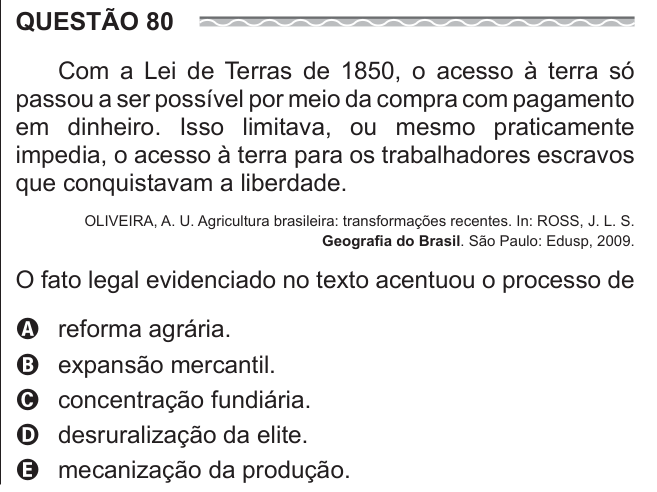 QUESTÃO 80
Com a Lei de Terras de 1850, o acesso à terra só
passou a ser possível por meio da compra com pagamento
em dinheiro. Isso limitava, ou mesmo praticamente
impedia, o acesso à terra para os trabalhadores escravos
que conquistavam a liberdade.
OLIVEIRA, A. U. Agricultura brasileira: transformações recentes. In: ROSS, J. L. S.
Geografia do Brasil. São Paulo: Edusp, 2009.
O fato legal evidenciado no texto acentuou o processo de
A reforma agrária.
B expansão mercantil.
C concentração fundiária.
D desruralização da elite.
E mecanização da produção.